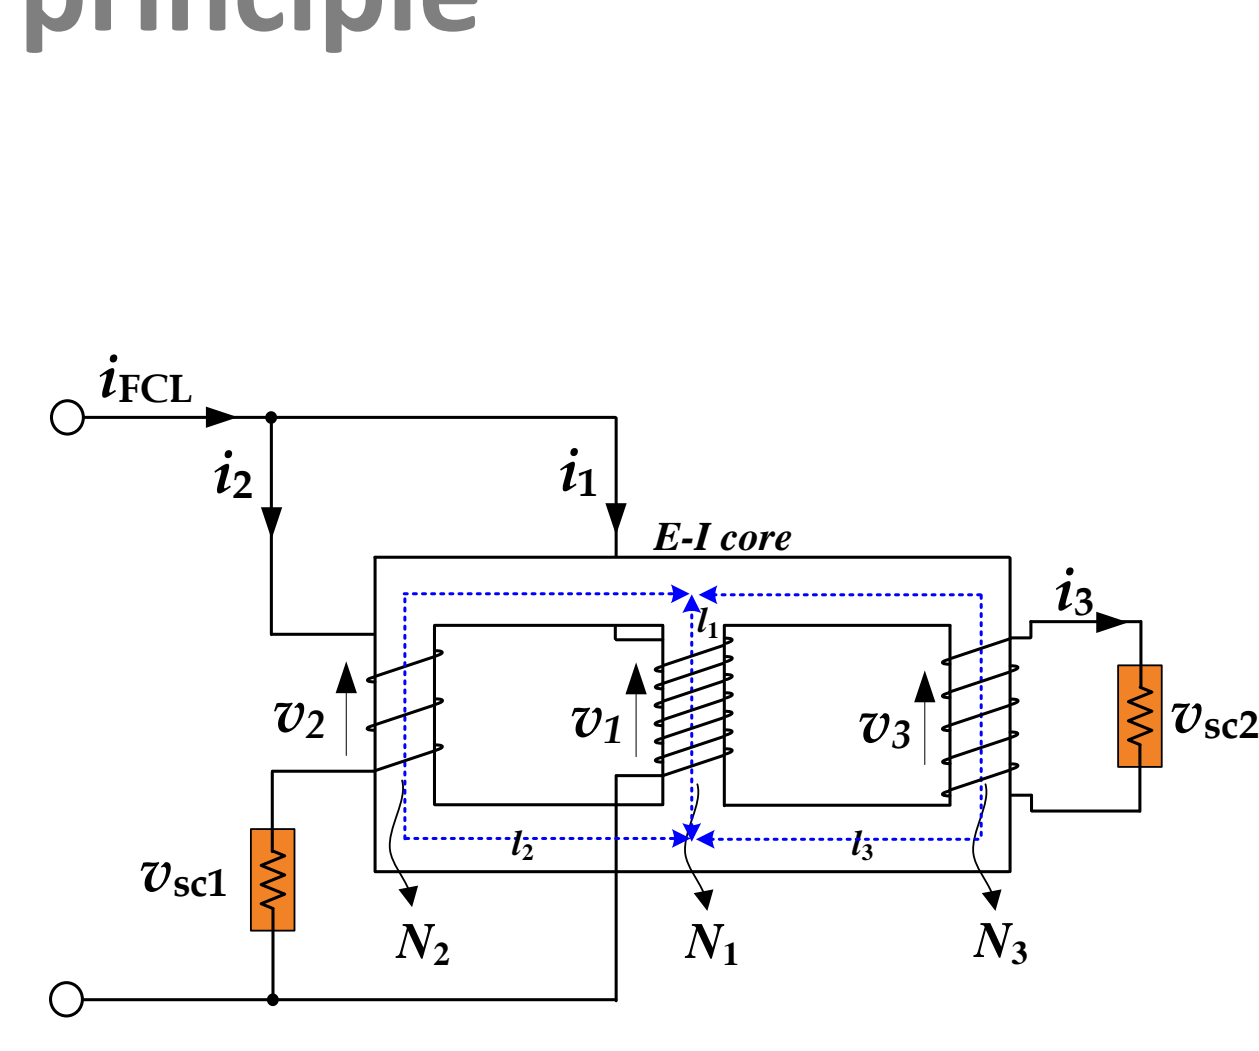 principle
iFCL
i2
i1
E-I core
i3
l1
v2
v1
v3
vsc2
l2
l3
vsc1
N2
N1
N3